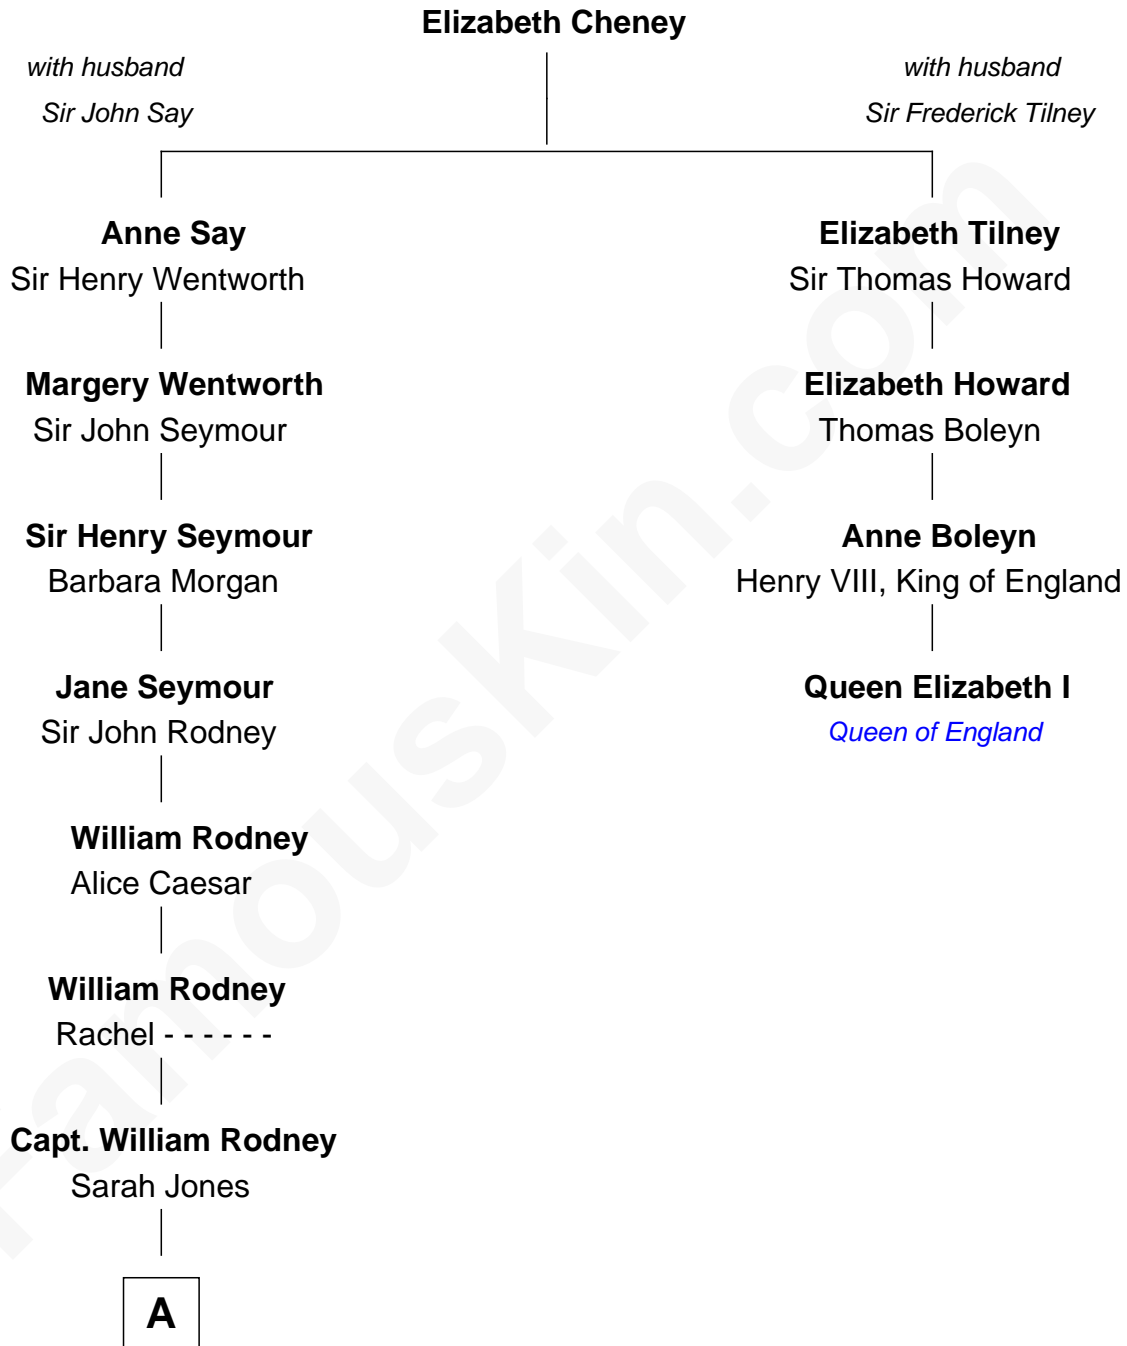 Elizabeth Cheney
with husband
Sir John Say
with husband
Sir Frederick Tilney
Anne Say
Sir Henry Wentworth
Elizabeth Tilney
Sir Thomas Howard
Margery Wentworth
Sir John Seymour
Elizabeth Howard
Thomas Boleyn
Sir Henry Seymour
Barbara Morgan
Anne Boleyn
Henry VIII, King of England
Jane Seymour
Sir John Rodney
Queen Elizabeth I
Queen of England
William Rodney
Alice Caesar
William Rodney
Rachel - - - - - -
Capt. William Rodney
Sarah Jones
A
FamousKin.com